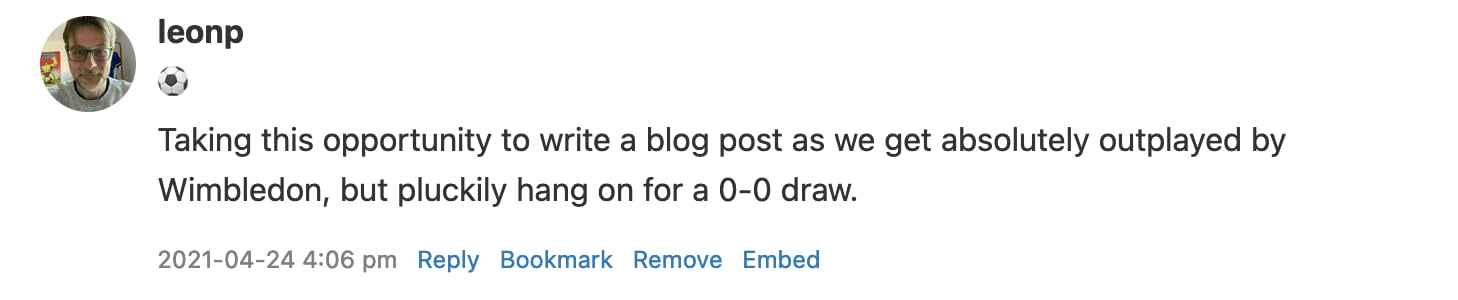 leonp
⚽
Taking this opportunity to write a blog post as we get absolutely outplayed by
Wimbledon, but pluckily hang on for a 0-0 draw.
2021-04-24 4:06 pm Reply Bookmark Remove Embed